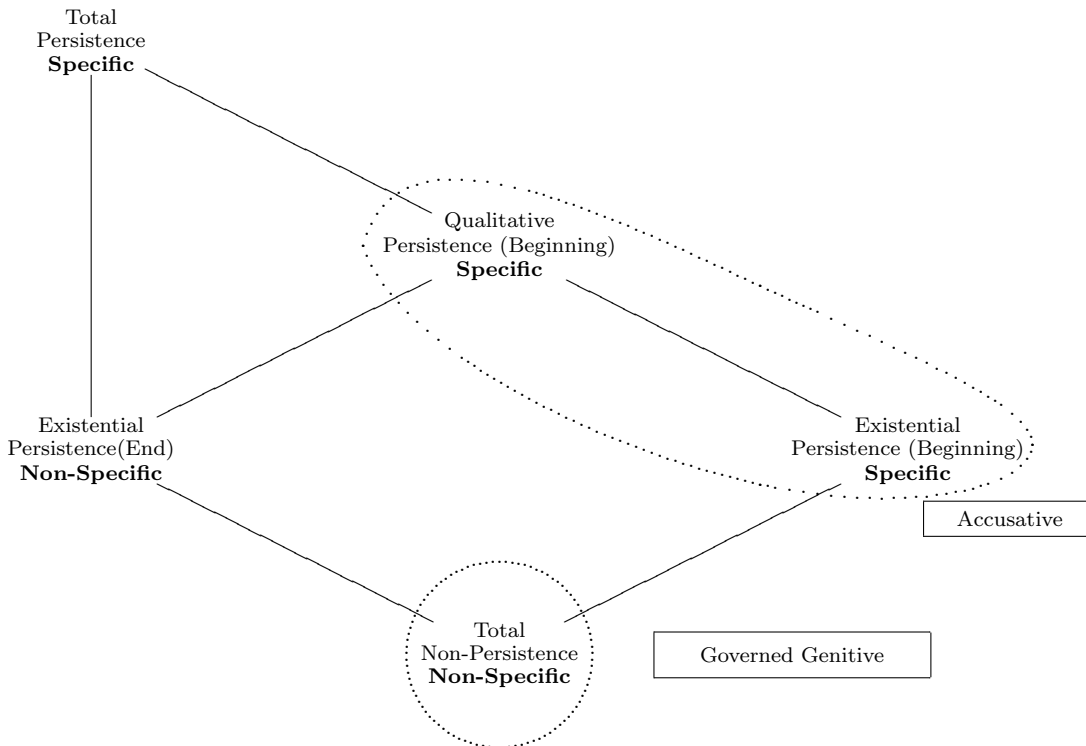 Total
Persistence
Specific
Qualitative
Persistence (Beginning)
Specific
Existential
Persistence(End)
Non-Specific
Existential
Persistence (Beginning)
Specific
Accusative
Total
Non-Persistence
Non-Specific
Governed Genitive